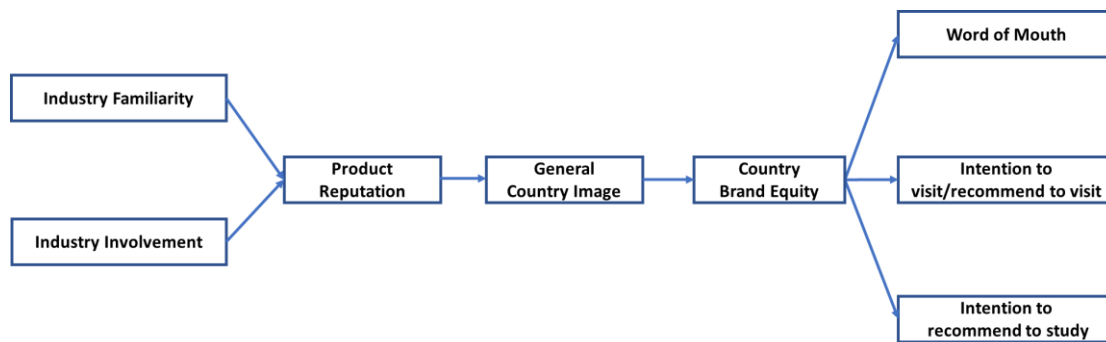 Industry Familiarity
Industry Involvement
Product
Reputation
General
Country Image
Country
Brand Equity
Word of Mouth
Intention to
visit/recommend to visit
Intention to
recommend to study